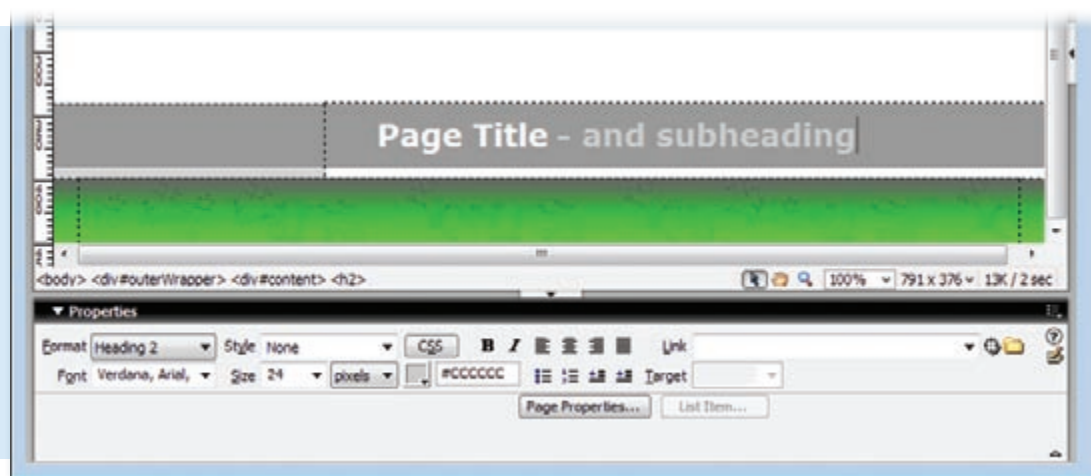 Page Title - and subheading
<body> <div#outerWrapper> <div#content> <h2>
100% 791 x 376 13K / 2 sec
Properties
Format Heading 2 Style None CSS B I Link
Font Verdana, Arial, Size 24 pixels #CCCCCC Target
Page Properties... List Item...